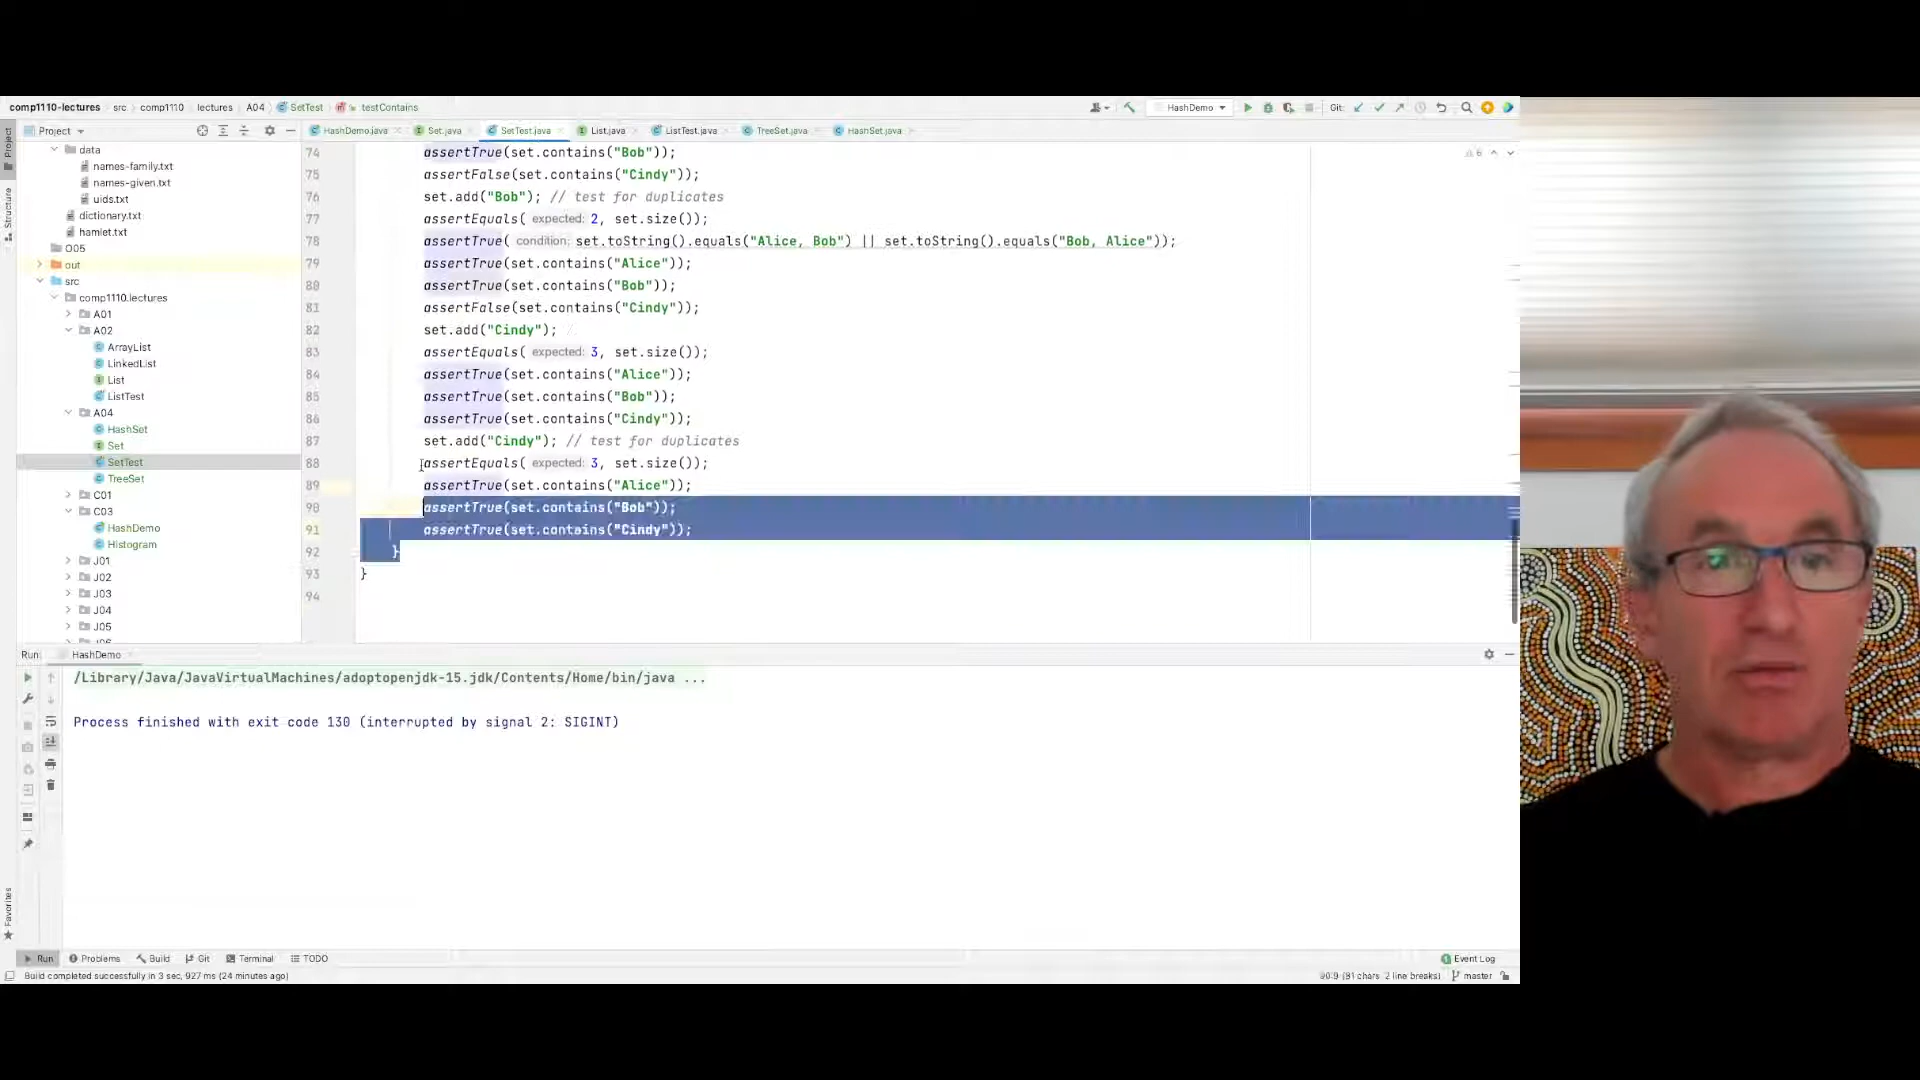 comp1110-lectures src comp1110 lectures A04 SetTest testContains
HashDemo Git:
Project
HashDemo.java Set.java SetTest.java List.java ListTest.java TreeSet.java HashSet.java
Project
Structure
Favorites
data
names-family.txt
names-given.txt
uids.txt
dictionary.txt
hamlet.txt
O05
out
src
comp1110.lectures
A01
A02
ArrayList
LinkedList
List
ListTest
A04
HashSet
Set
SetTest
TreeSet
C01
C03
HashDemo
Histogram
J01
J02
J03
J04
J05
74 assertTrue(set.contains("Bob"));
75 assertFalse(set.contains("Cindy"));
76 set.add("Bob"); // test for duplicates
77 assertEquals( expected: 2, set.size());
78 assertTrue( condition: set.toString().equals("Alice, Bob") || set.toString().equals("Bob, Alice"));
79 assertTrue(set.contains("Alice"));
80 assertTrue(set.contains("Bob"));
81 assertFalse(set.contains("Cindy"));
82 set.add("Cindy"); /
83 assertEquals( expected: 3, set.size());
84 assertTrue(set.contains("Alice"));
85 assertTrue(set.contains("Bob"));
86 assertTrue(set.contains("Cindy"));
87 set.add("Cindy"); // test for duplicates
88 assertEquals( expected: 3, set.size());
89 assertTrue(set.contains("Alice"));
90 assertTrue(set.contains("Bob"));
91 assertTrue(set.contains("Cindy"));
92 }
93 }
94
6
Run: HashDemo
/Library/Java/JavaVirtualMachines/adoptopenjdk-15.jdk/Contents/Home/bin/java ...
Process finished with exit code 130 (interrupted by signal 2: SIGINT)
Run Problems Build Git Terminal TODO
Event Log
Build completed successfully in 3 sec, 927 ms (24 minutes ago)
(81 chars, 2 line breaks) master